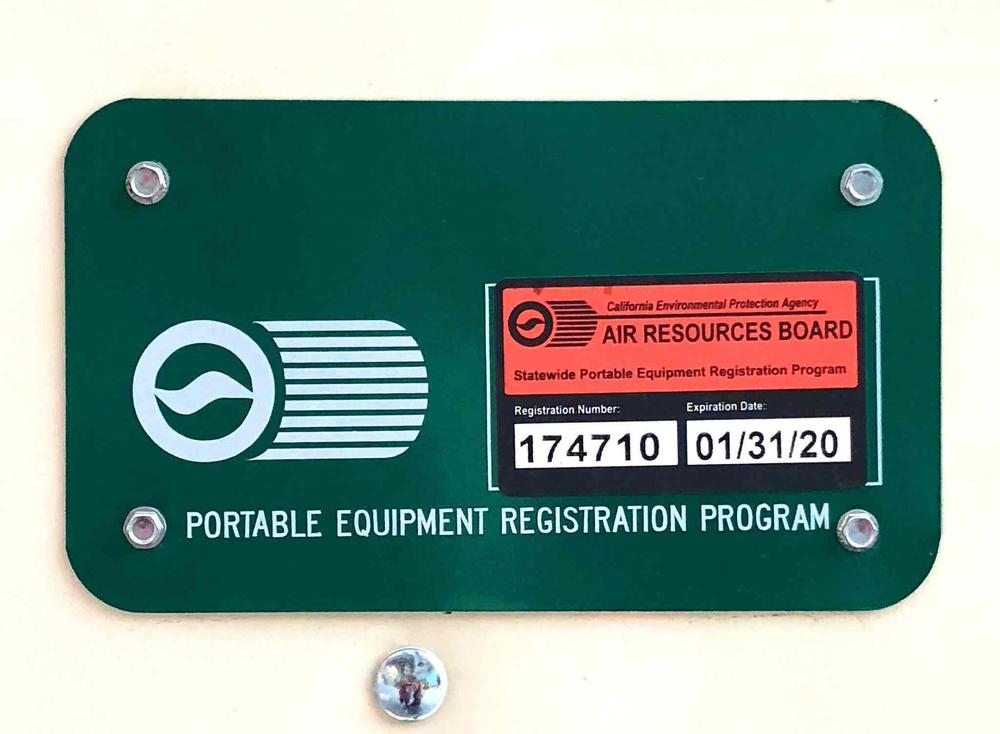 California Environmental Protection Agency
AIR RESOURCES BOARD
Statewide Portable Equipment Registration Program
Registration Number: Expiration Date:
174710 01/31/20
PORTABLE EQUIPMENT REGISTRATION PROGRAM